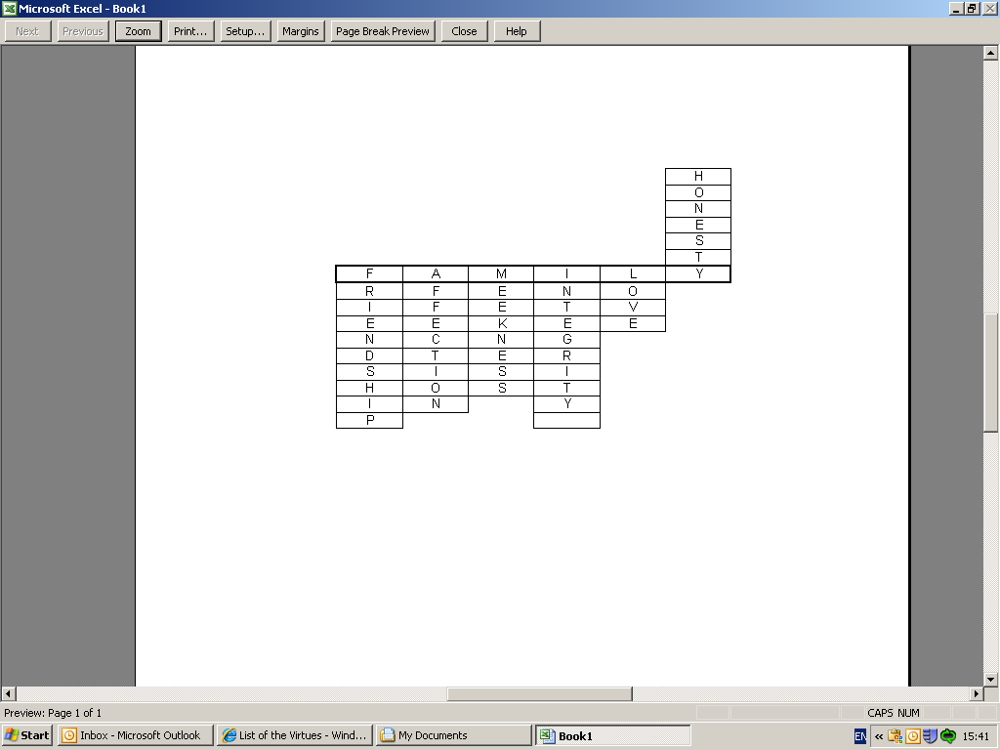 Microsoft Excel - Book1
Next Previous Zoom Print... Setup... Margins Page Break Preview Close Help
H
O
N
E
S
T
F A M I L Y
R F E N O
I F E T V
E E K E E
N C N G
D T E R
S I S I
H O S T
I N Y
P
Preview: Page 1 of 1 CAPS NUM
Start Inbox - Microsoft Outlook List of the Virtues - Wind... My Documents Book1 EN « 15:41